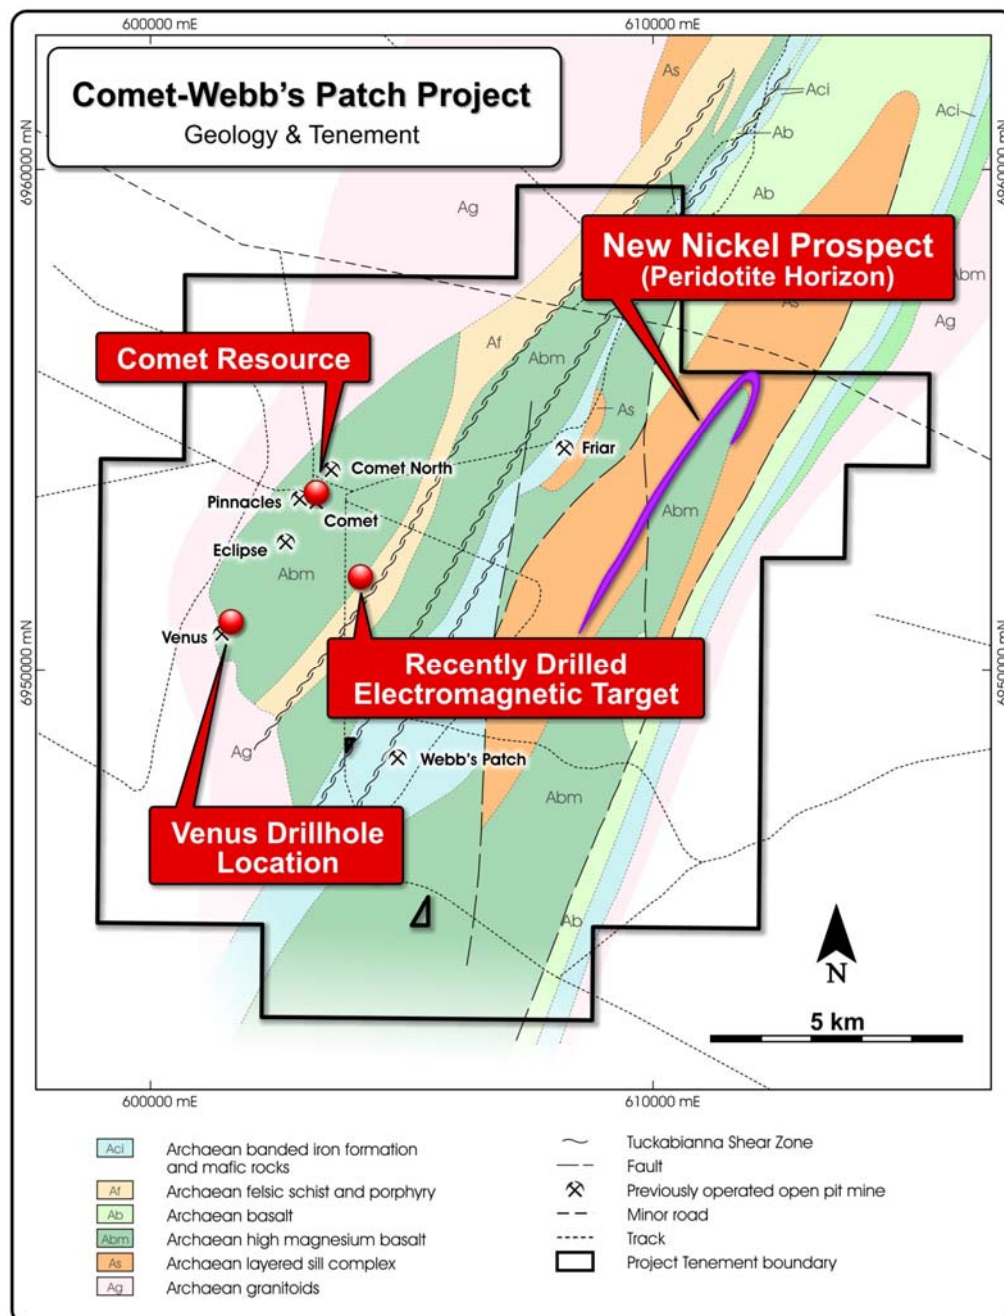 600000 mE
610000 mE
Comet-Webb's Patch Project
Geology & Tenement
6960000 mN
6960000 mN
As
Aci
Ab
Aci
Ag
Ab
New Nickel Prospect
(Peridotite Horizon)
As
Abm
Ag
Af
Abm
Comet Resource
As
Friar
Comet North
Pinnacles
Comet
Eclipse
Abm
Abm
Venus
Recently Drilled
Electromagnetic Target
6950000 mN
6950000 mN
Ag
Webb's Patch
Abm
Venus Drillhole
Location
Ab
N
5 km
600000 mE
610000 mE
Aci
Archaean banded iron formation
and mafic rocks
Af
Archaean felsic schist and porphyry
Ab
Archaean basalt
Abm
Archaean high magnesium basalt
As
Archaean layered sill complex
Ag
Archaean granitoids
Tuckabianna Shear Zone
Fault
Previously operated open pit mine
Minor road
Track
Project Tenement boundary